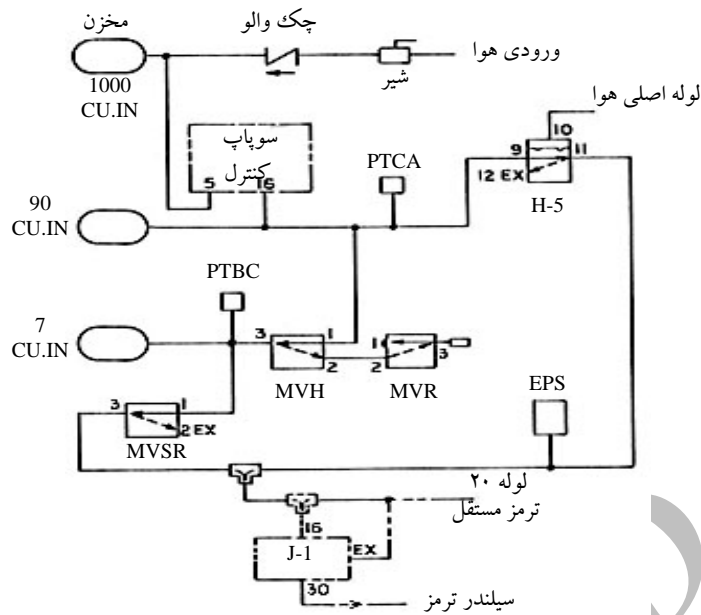 مخزن
چک والو
ورودی هوا
1000
CU.IN
شیر
لوله اصلی هوا
10
سوپاپ
کنترل
5
16
PTCA
9
11
12 EX
H-5
90
CU.IN
PTBC
7
CU.IN
3
1
2
MVH
1
2
3
MVR
3
1
2 EX
MVSR
EPS
لوله ۲۰
ترمز مستقل
16
J-1
EX
30
سیلندر ترمز